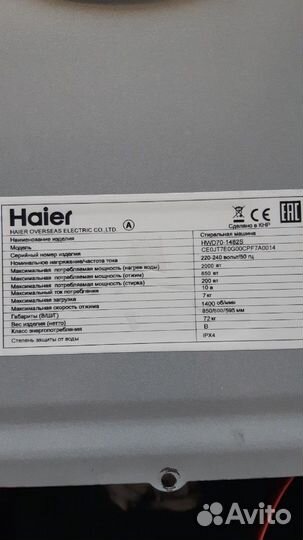 Haier
HAIER OVERSEAS ELECTRIC CO.,LTD A
EAC
Сделано в КНР
Наименование изделия Стиральная машина
Модель HWD70-1482S
Серийный номер изделия CE0JT7E0G00CPF7A0014
Номинальное напряжение/частота тока 220-240 вольт/50 гц
Максимальная потребляемая мощность (нагрев воды) 2000 вт
Максимальная потребляемая мощность (отжим) 650 вт
Максимальная потребляемая мощность (стирка) 200 вт
Максимальный ток потребления 10 а
Максимальная загрузка 7 кг
Максимальная скорость отжима 1400 об/мин
Габариты (В/Ш/Г) 850/600/595 мм
Вес изделия (нетто) 72 кг
Класс энергопотребления B
Степень защиты от воды IPX4
Avito